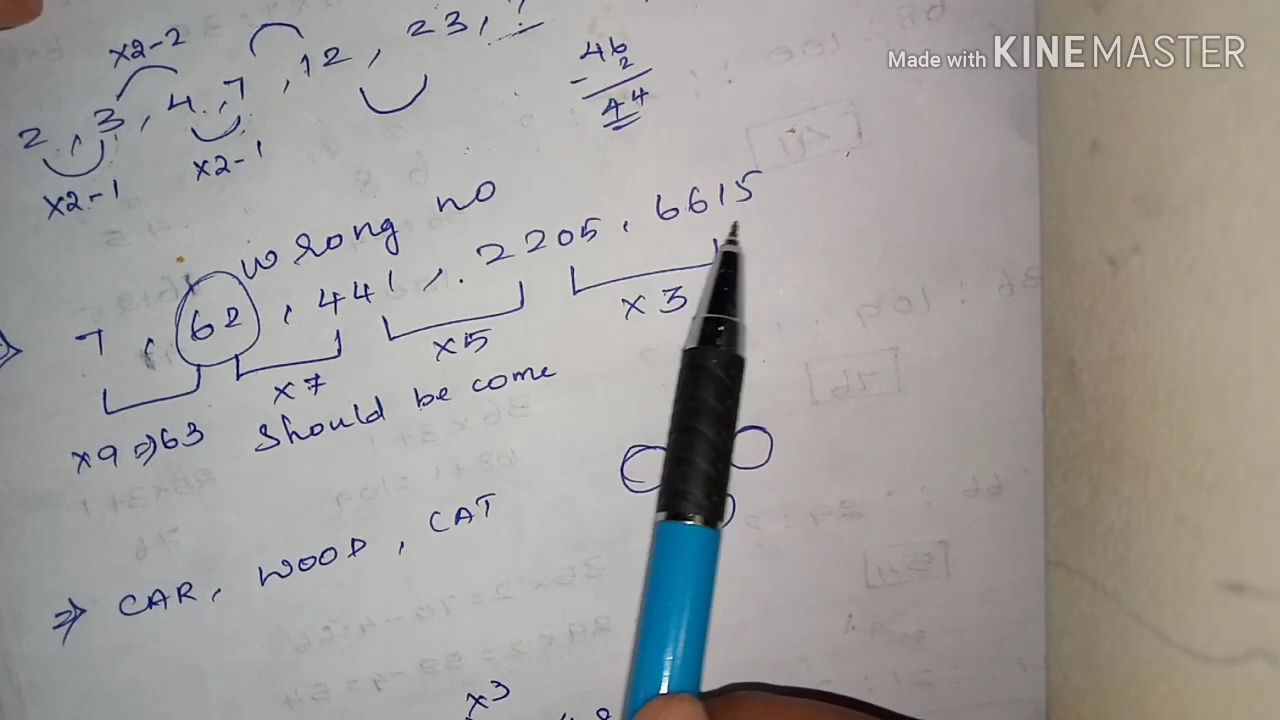 Made with KINEMASTER
x2-2
2, 3, 4, 7, 12, 23, ?
46
- 2
44
x2-1 x2-1
wrong no
7, 62, 441, 2205, 6615
x9 => 63 x7 x5 x3
should be come
=> CAR, WOOD, CAT
x3